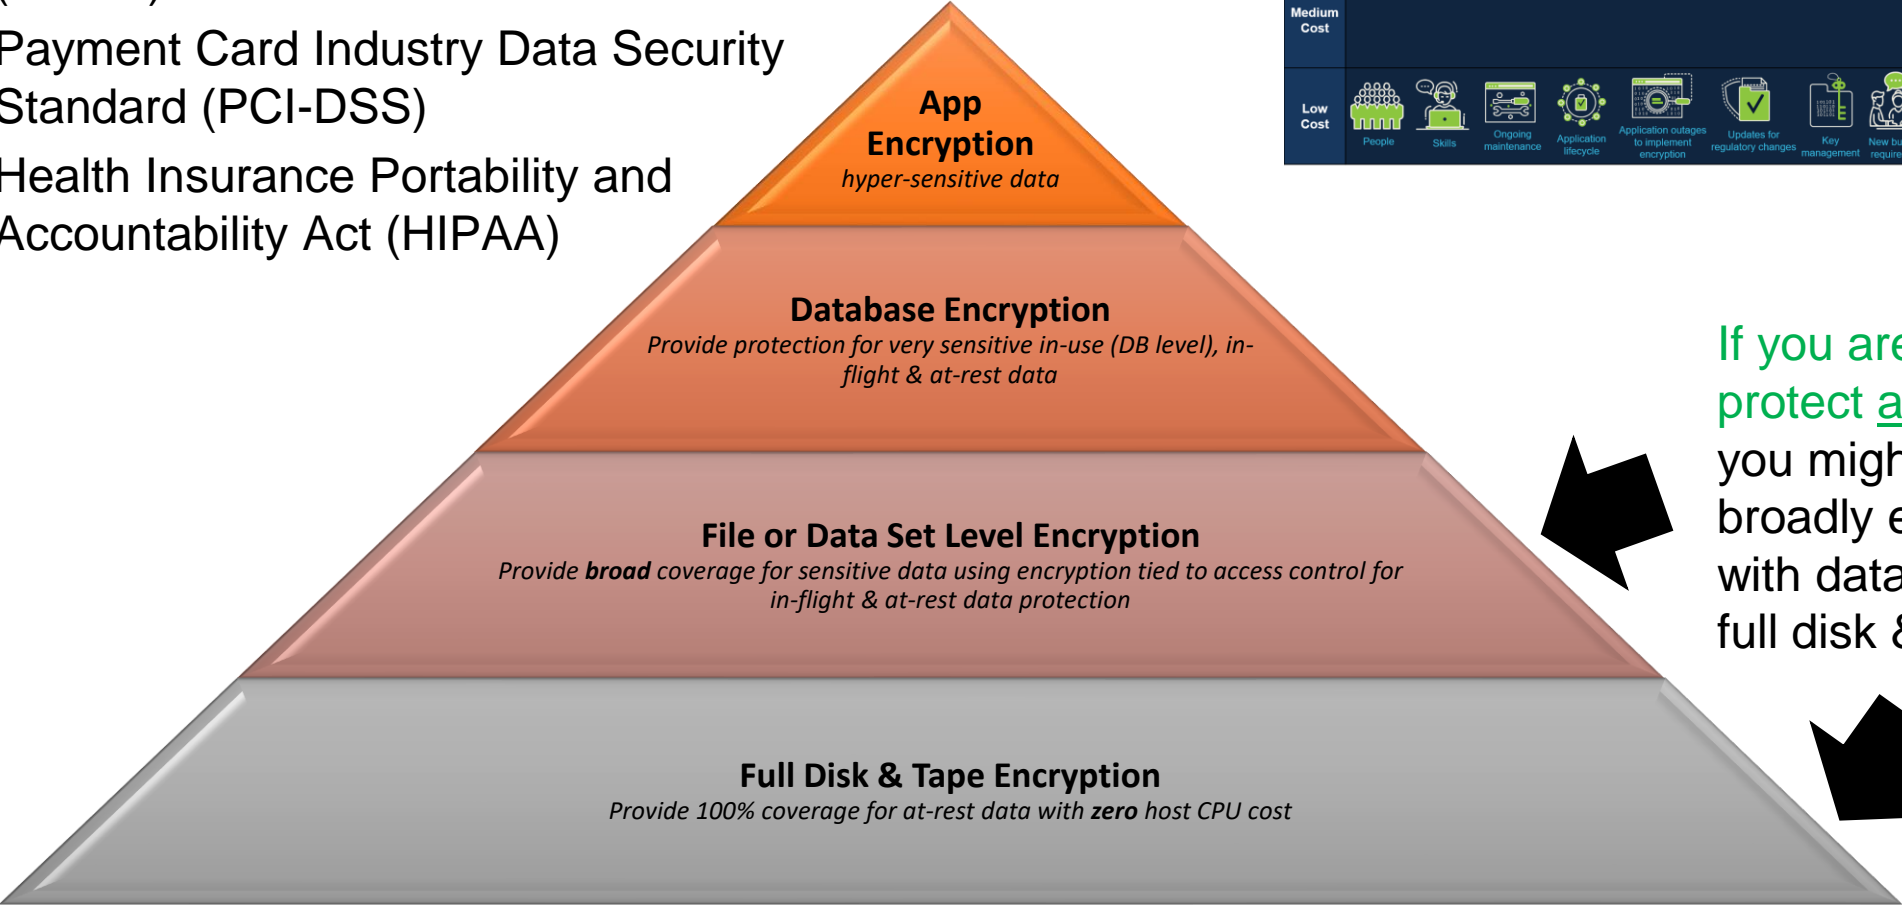 Payment Card Industry Data Security
Standard (PCI-DSS)
Health Insurance Portability and
Accountability Act (HIPAA)
App
Encryption
hyper-sensitive data
Database Encryption
Provide protection for very sensitive in-use (DB level), in-
flight & at-rest data
File or Data Set Level Encryption
Provide broad coverage for sensitive data using encryption tied to access control for
in-flight & at-rest data protection
Full Disk & Tape Encryption
Provide 100% coverage for at-rest data with zero host CPU cost
Medium
Cost
Low
Cost
People
Skills
Ongoing
maintenance
Application
lifecycle
Application outages
to implement
encryption
Updates for
regulatory changes
Key
management
New bu
require
If you are
protect a
you migh
broadly e
with data
full disk &